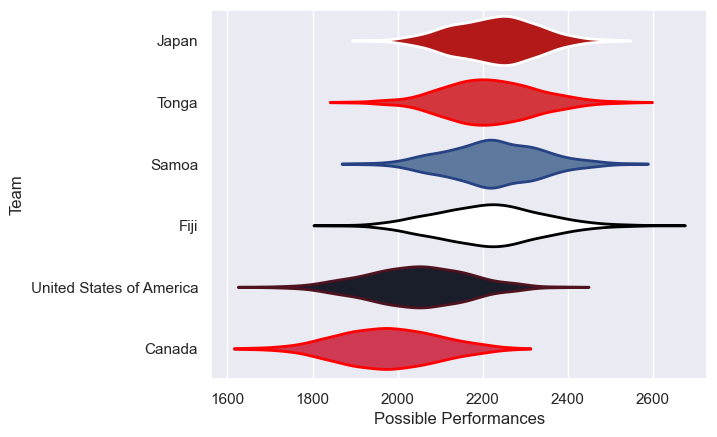 Japan
Tonga
Samoa
Fiji
United States of America
Canada
Team
1600 1800 2000 2200 2400 2600
Possible Performances